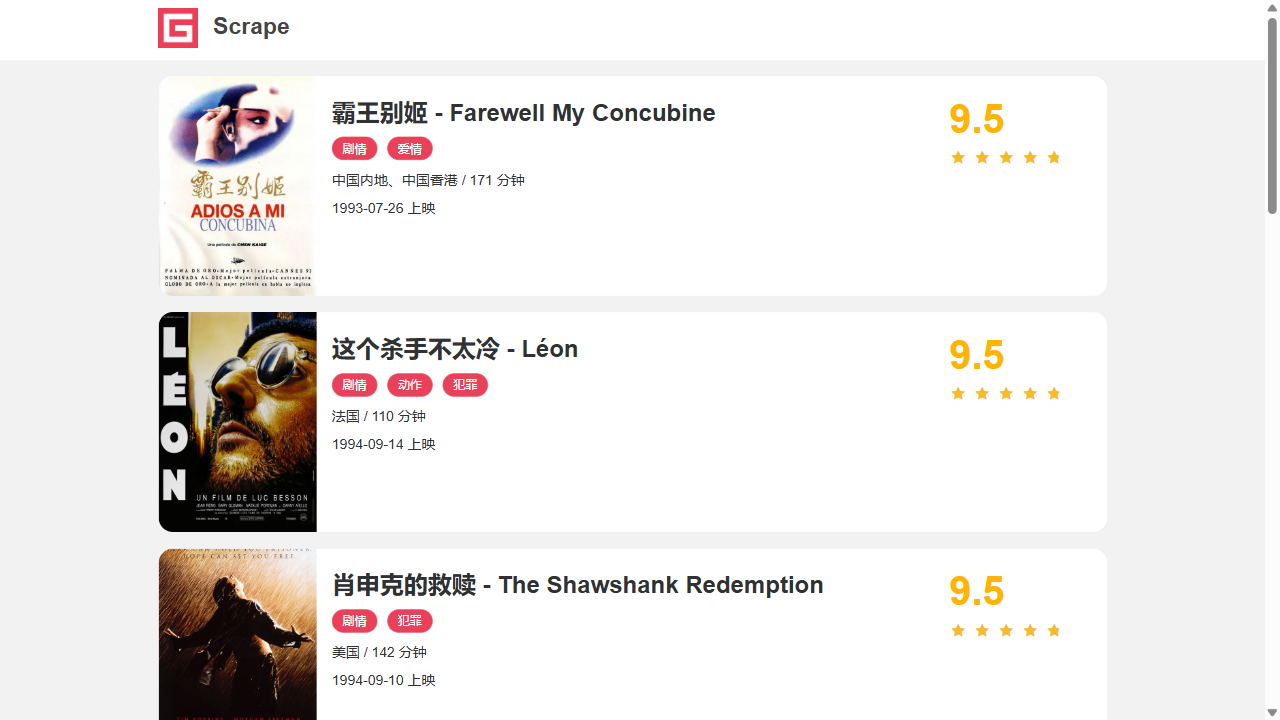 Scrape
霸王别姬 - Farewell My Concubine
9.5
剧情 爱情
中国内地、中国香港 / 171 分钟
1993-07-26 上映
霸王别姬
ADIOS A MI
CONCUBINA
Una película de CHEN KAIGE
PALMA DE ORO·Mejor película·CANNES 93
NOMINADA AL OSCAR·Mejor película extranjera
GLOBO DE ORO·A la mejor película en habla no inglesa.
这个杀手不太冷 - Léon
9.5
剧情 动作 犯罪
法国 / 110 分钟
1994-09-14 上映
LÉON
UN FILM DE LUC BESSON
肖申克的救赎 - The Shawshank Redemption
9.5
剧情 犯罪
美国 / 142 分钟
1994-09-10 上映
HOPE CAN SET YOU FREE.